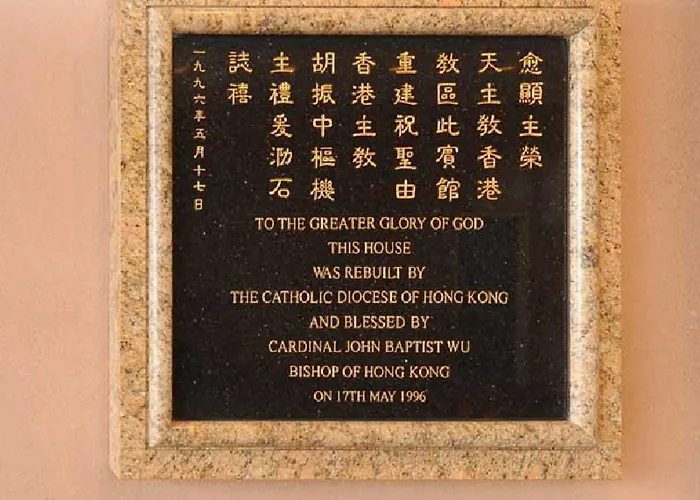 愈顯主榮
天主教香港
教區此賓館
重建祝聖由
香港主教
胡振中樞機
主禮爰泐石
誌禧
一九九六年五月十七日
TO THE GREATER GLORY OF GOD
THIS HOUSE
WAS REBUILT BY
THE CATHOLIC DIOCESE OF HONG KONG
AND BLESSED BY
CARDINAL JOHN BAPTIST WU
BISHOP OF HONG KONG
ON 17TH MAY 1996